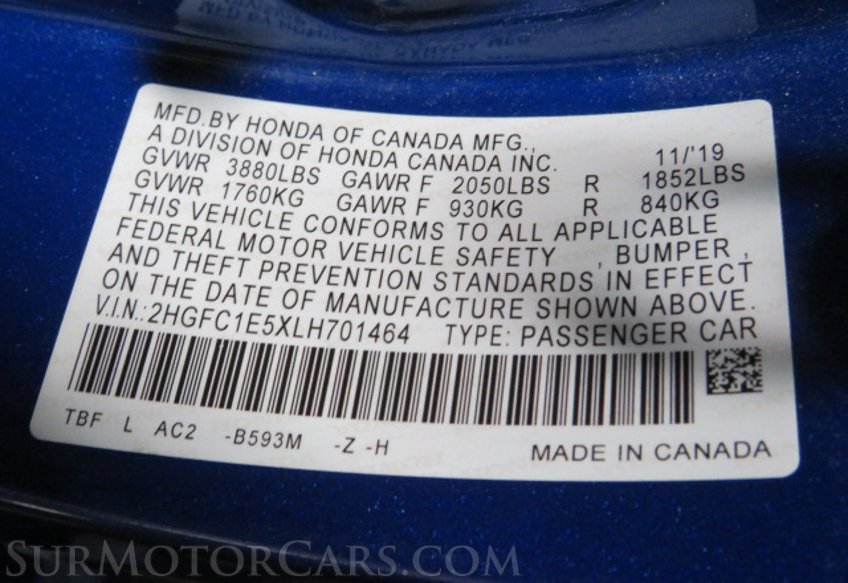 MFD.BY HONDA OF CANADA MFG.,
A DIVISION OF HONDA CANADA INC. 11/'19
GVWR 3880LBS GAWR F 2050LBS R 1852LBS
GVWR 1760KG GAWR F 930KG R 840KG
THIS VEHICLE CONFORMS TO ALL APPLICABLE
FEDERAL MOTOR VEHICLE SAFETY , BUMPER ,
AND THEFT PREVENTION STANDARDS IN EFFECT
ON THE DATE OF MANUFACTURE SHOWN ABOVE.
V.I.N.:2HGFC1E5XLH701464 TYPE: PASSENGER CAR
TBF L AC2 -B593M -Z -H MADE IN CANADA
SURMOTORCARS.COM